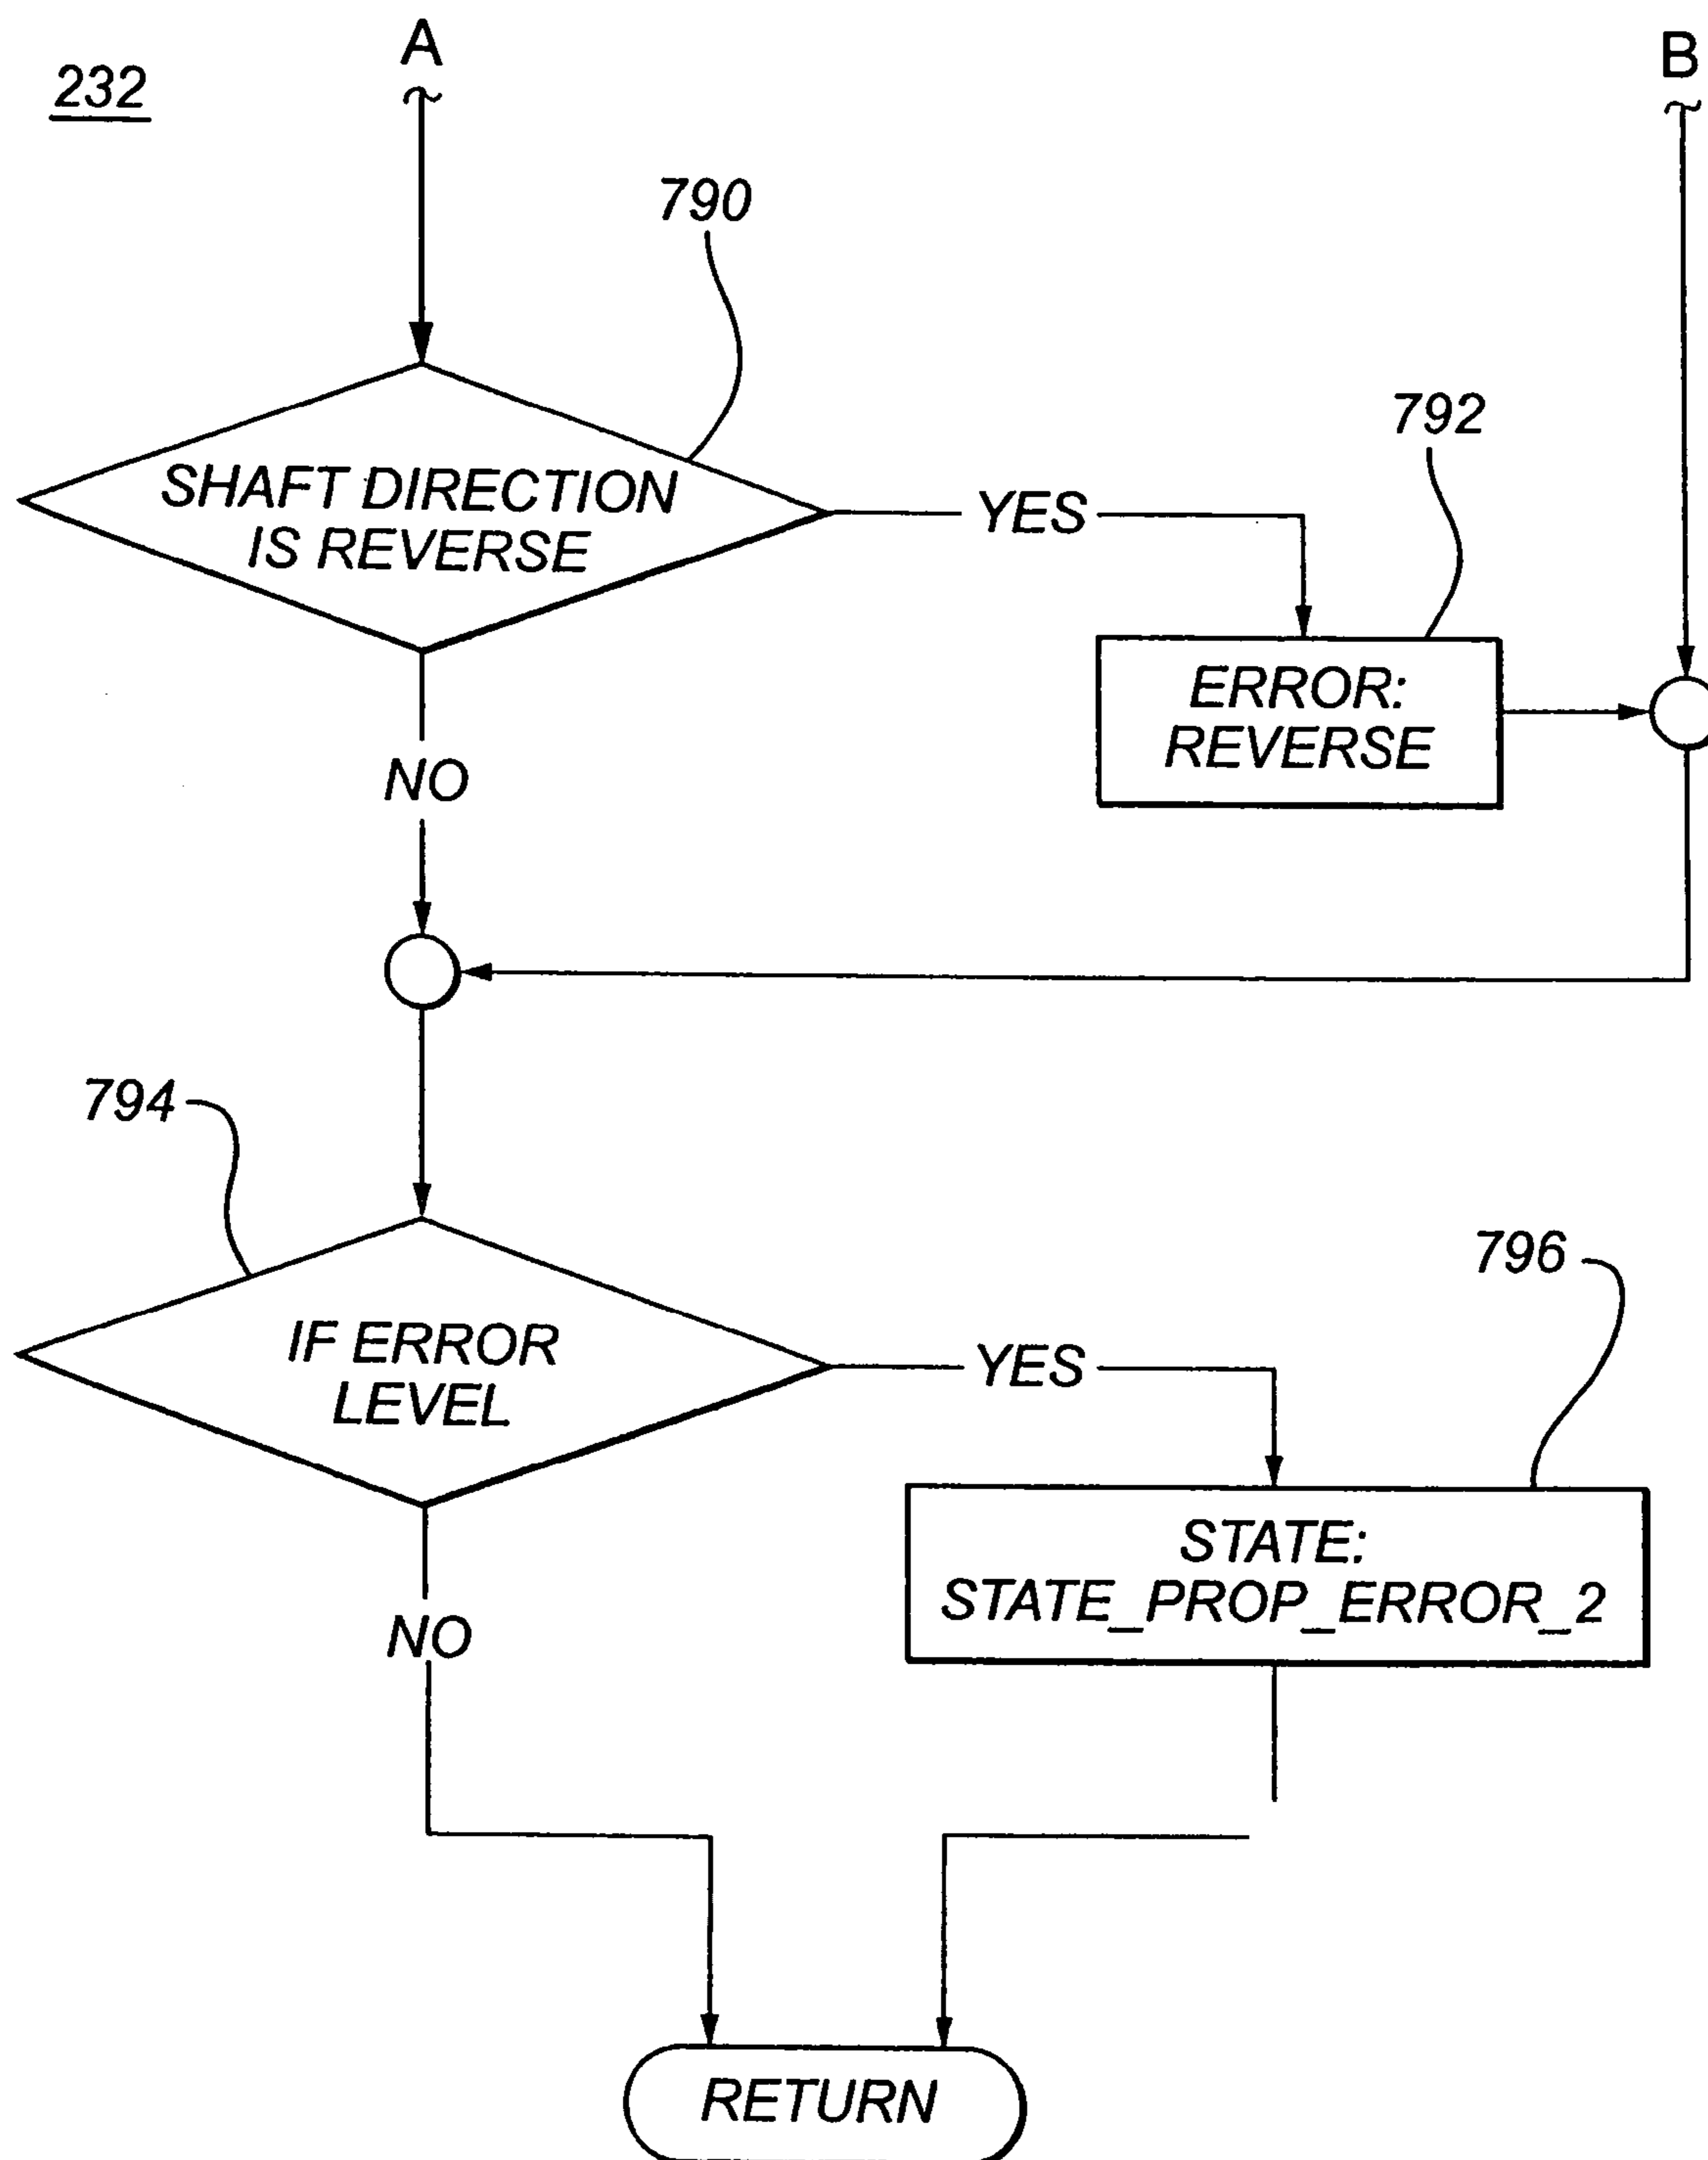 A
B
232
790
792
SHAFT DIRECTION
IS REVERSE
YES
ERROR:
REVERSE
NO
794
796
IF ERROR
LEVEL
YES
STATE:
STATE_PROP_ERROR_2
NO
RETURN